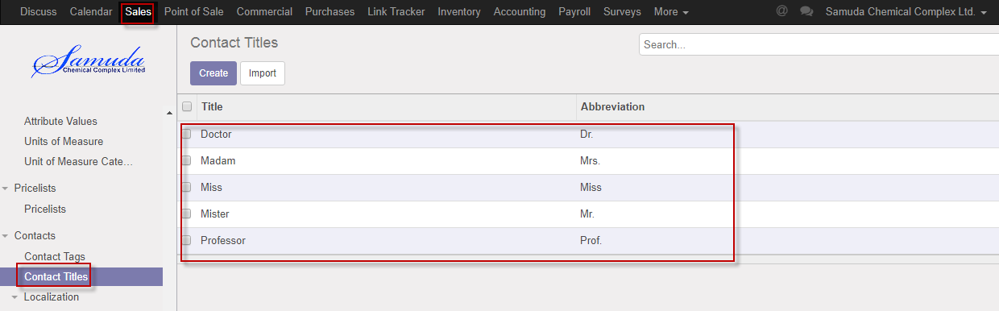 Discuss Calendar Sales Point of Sale Commercial Purchases Link Tracker Inventory Accounting Payroll Surveys More @ Samuda Chemical Complex Ltd.
Samuda
Chemical Complex Limited
Attribute Values
Units of Measure
Unit of Measure Cate...
Pricelists
Pricelists
Contacts
Contact Tags
Contact Titles
Localization
Contact Titles
Search...
Create Import
Title Abbreviation
Doctor Dr.
Madam Mrs.
Miss Miss
Mister Mr.
Professor Prof.